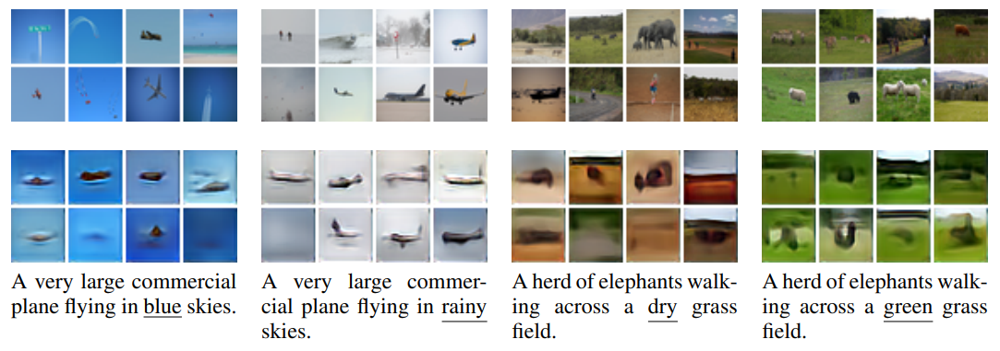 A very large commercial
plane flying in blue skies.
A very large commer-
cial plane flying in rainy
skies.
A herd of elephants walk-
ing across a dry grass
field.
A herd of elephants walk-
ing across a green grass
field.